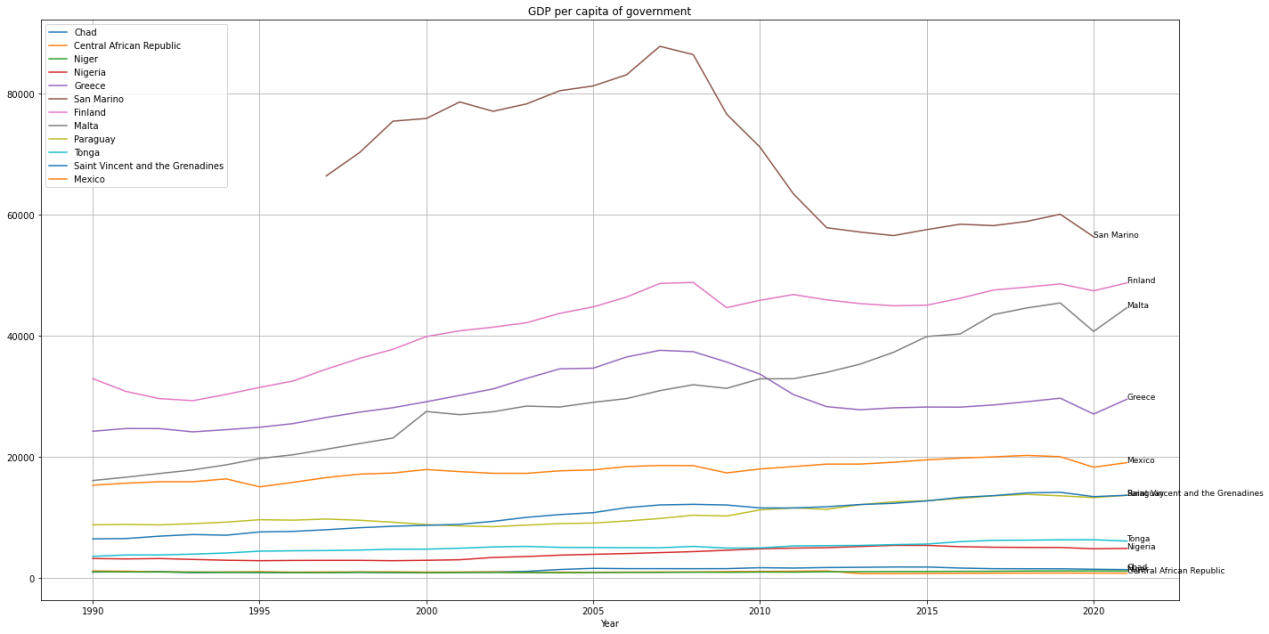 GDP per capita of government
Chad
Central African Republic
Niger
Nigeria
Greece
San Marino
Finland
Malta
Paraguay
Tonga
Saint Vincent and the Grenadines
Mexico
80000
60000
40000
20000
0
San Marino
Finland
Malta
Greece
Mexico
Saint Vincent and the Grenadines
Tonga
Nigeria
Chad
Central African Republic
1990
1995
2000
2005
2010
2015
2020
Year